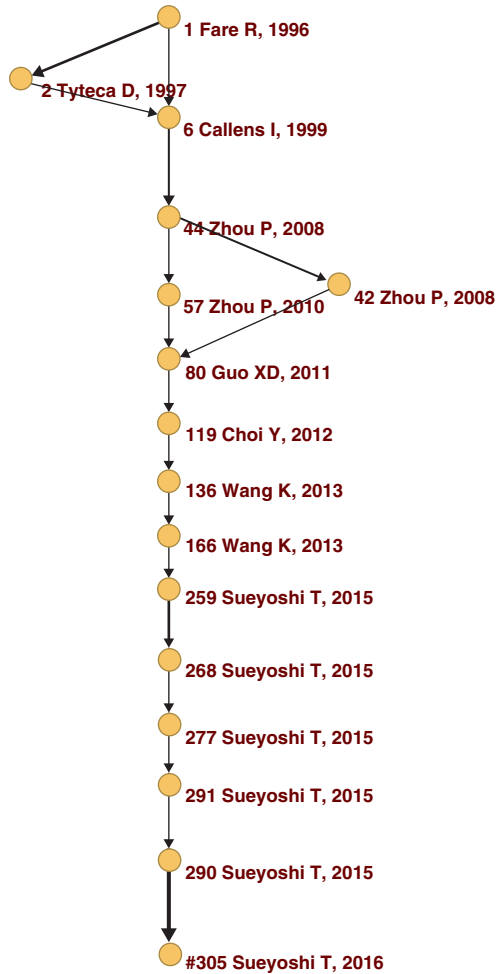 1 Fare R, 1996
2 Tyteca D, 1997
6 Callens I, 1999
44 Zhou P, 2008
42 Zhou P, 2008
57 Zhou P, 2010
80 Guo XD, 2011
119 Choi Y, 2012
136 Wang K, 2013
166 Wang K, 2013
259 Sueyoshi T, 2015
268 Sueyoshi T, 2015
277 Sueyoshi T, 2015
291 Sueyoshi T, 2015
290 Sueyoshi T, 2015
#305 Sueyoshi T, 2016